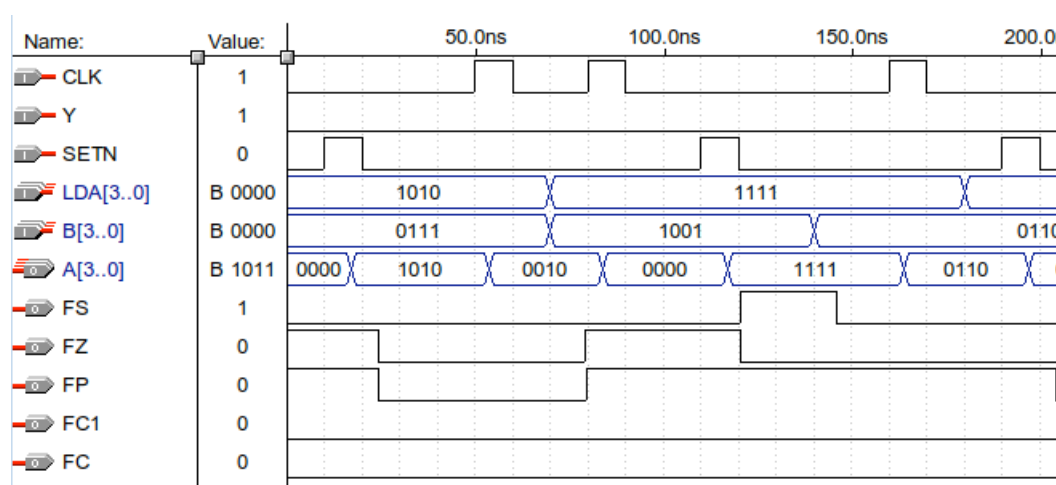 Name: Value: 50.0ns 100.0ns 150.0ns 200.0
CLK 1
Y 1
SETN 0
LDA[3..0] B 0000 1010 1111
B[3..0] B 0000 0111 1001 0110
A[3..0] B 1011 0000 1010 0010 0000 1111 0110
FS 1
FZ 0
FP 0
FC1 0
FC 0